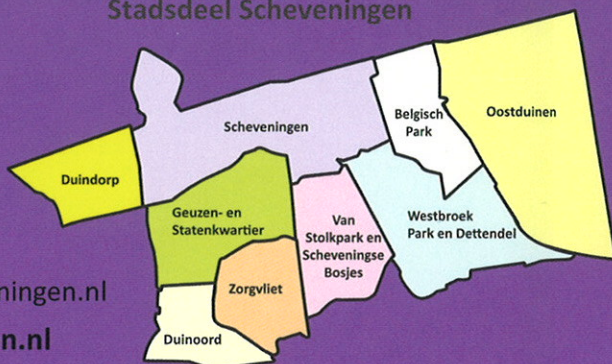 Stadsdeel Scheveningen
Belgisch
Park
Oostduinen
Scheveningen
Duindorp
Geuzen- en
Statenkwartier
Van
Stolkpark en
Scheveningse
Bosjes
Westbroek
Park en Dettendel
Zorgvliet
Duinoord
ningen.nl
n.nl